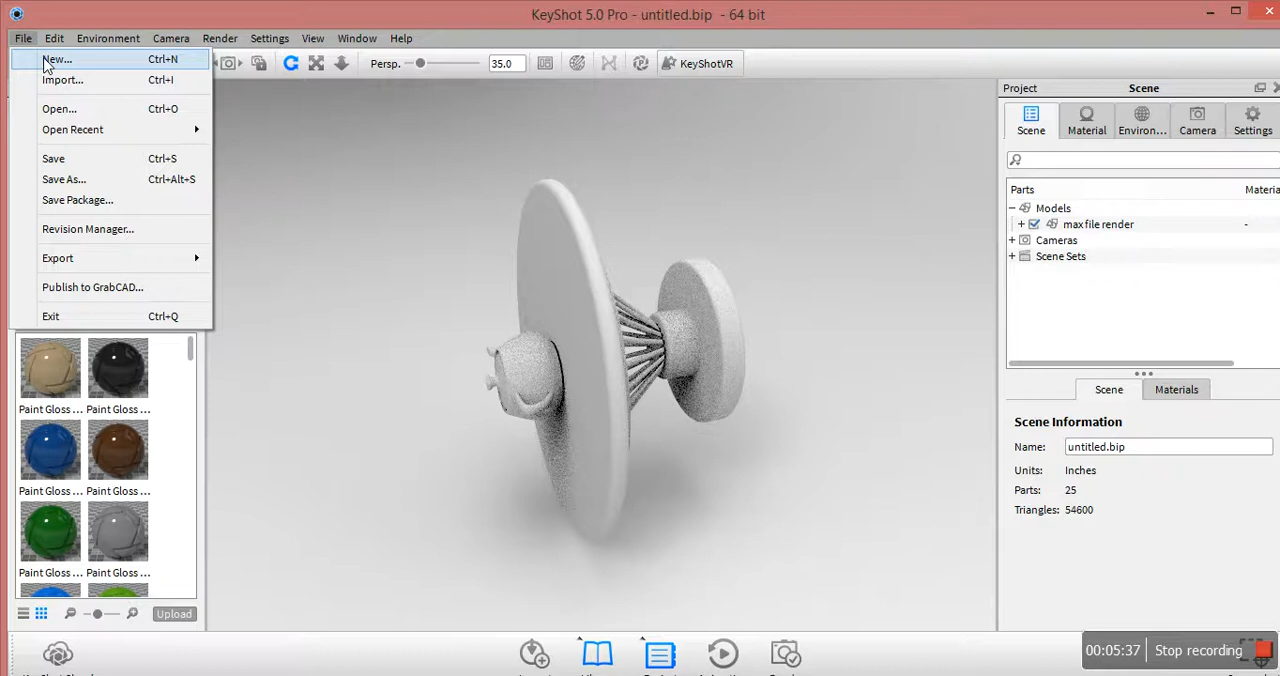 KeyShot 5.0 Pro - untitled.bip - 64 bit
File Edit Environment Camera Render Settings View Window Help
New... Ctrl+N
Import... Ctrl+I
Open... Ctrl+O
Open Recent
Save Ctrl+S
Save As... Ctrl+Alt+S
Save Package...
Revision Manager...
Export
Publish to GrabCAD...
Exit Ctrl+Q
Persp. 35.0 KeyShotVR
Project Scene
Scene Material Environ... Camera Settings
Parts Materia
Models
max file render -
Cameras
Scene Sets
Scene Materials
Scene Information
Name: untitled.bip
Units: Inches
Parts: 25
Triangles: 54600
Paint Gloss ... Paint Gloss ...
Paint Gloss ... Paint Gloss ...
Paint Gloss ... Paint Gloss ...
Upload
00:05:37 Stop recording